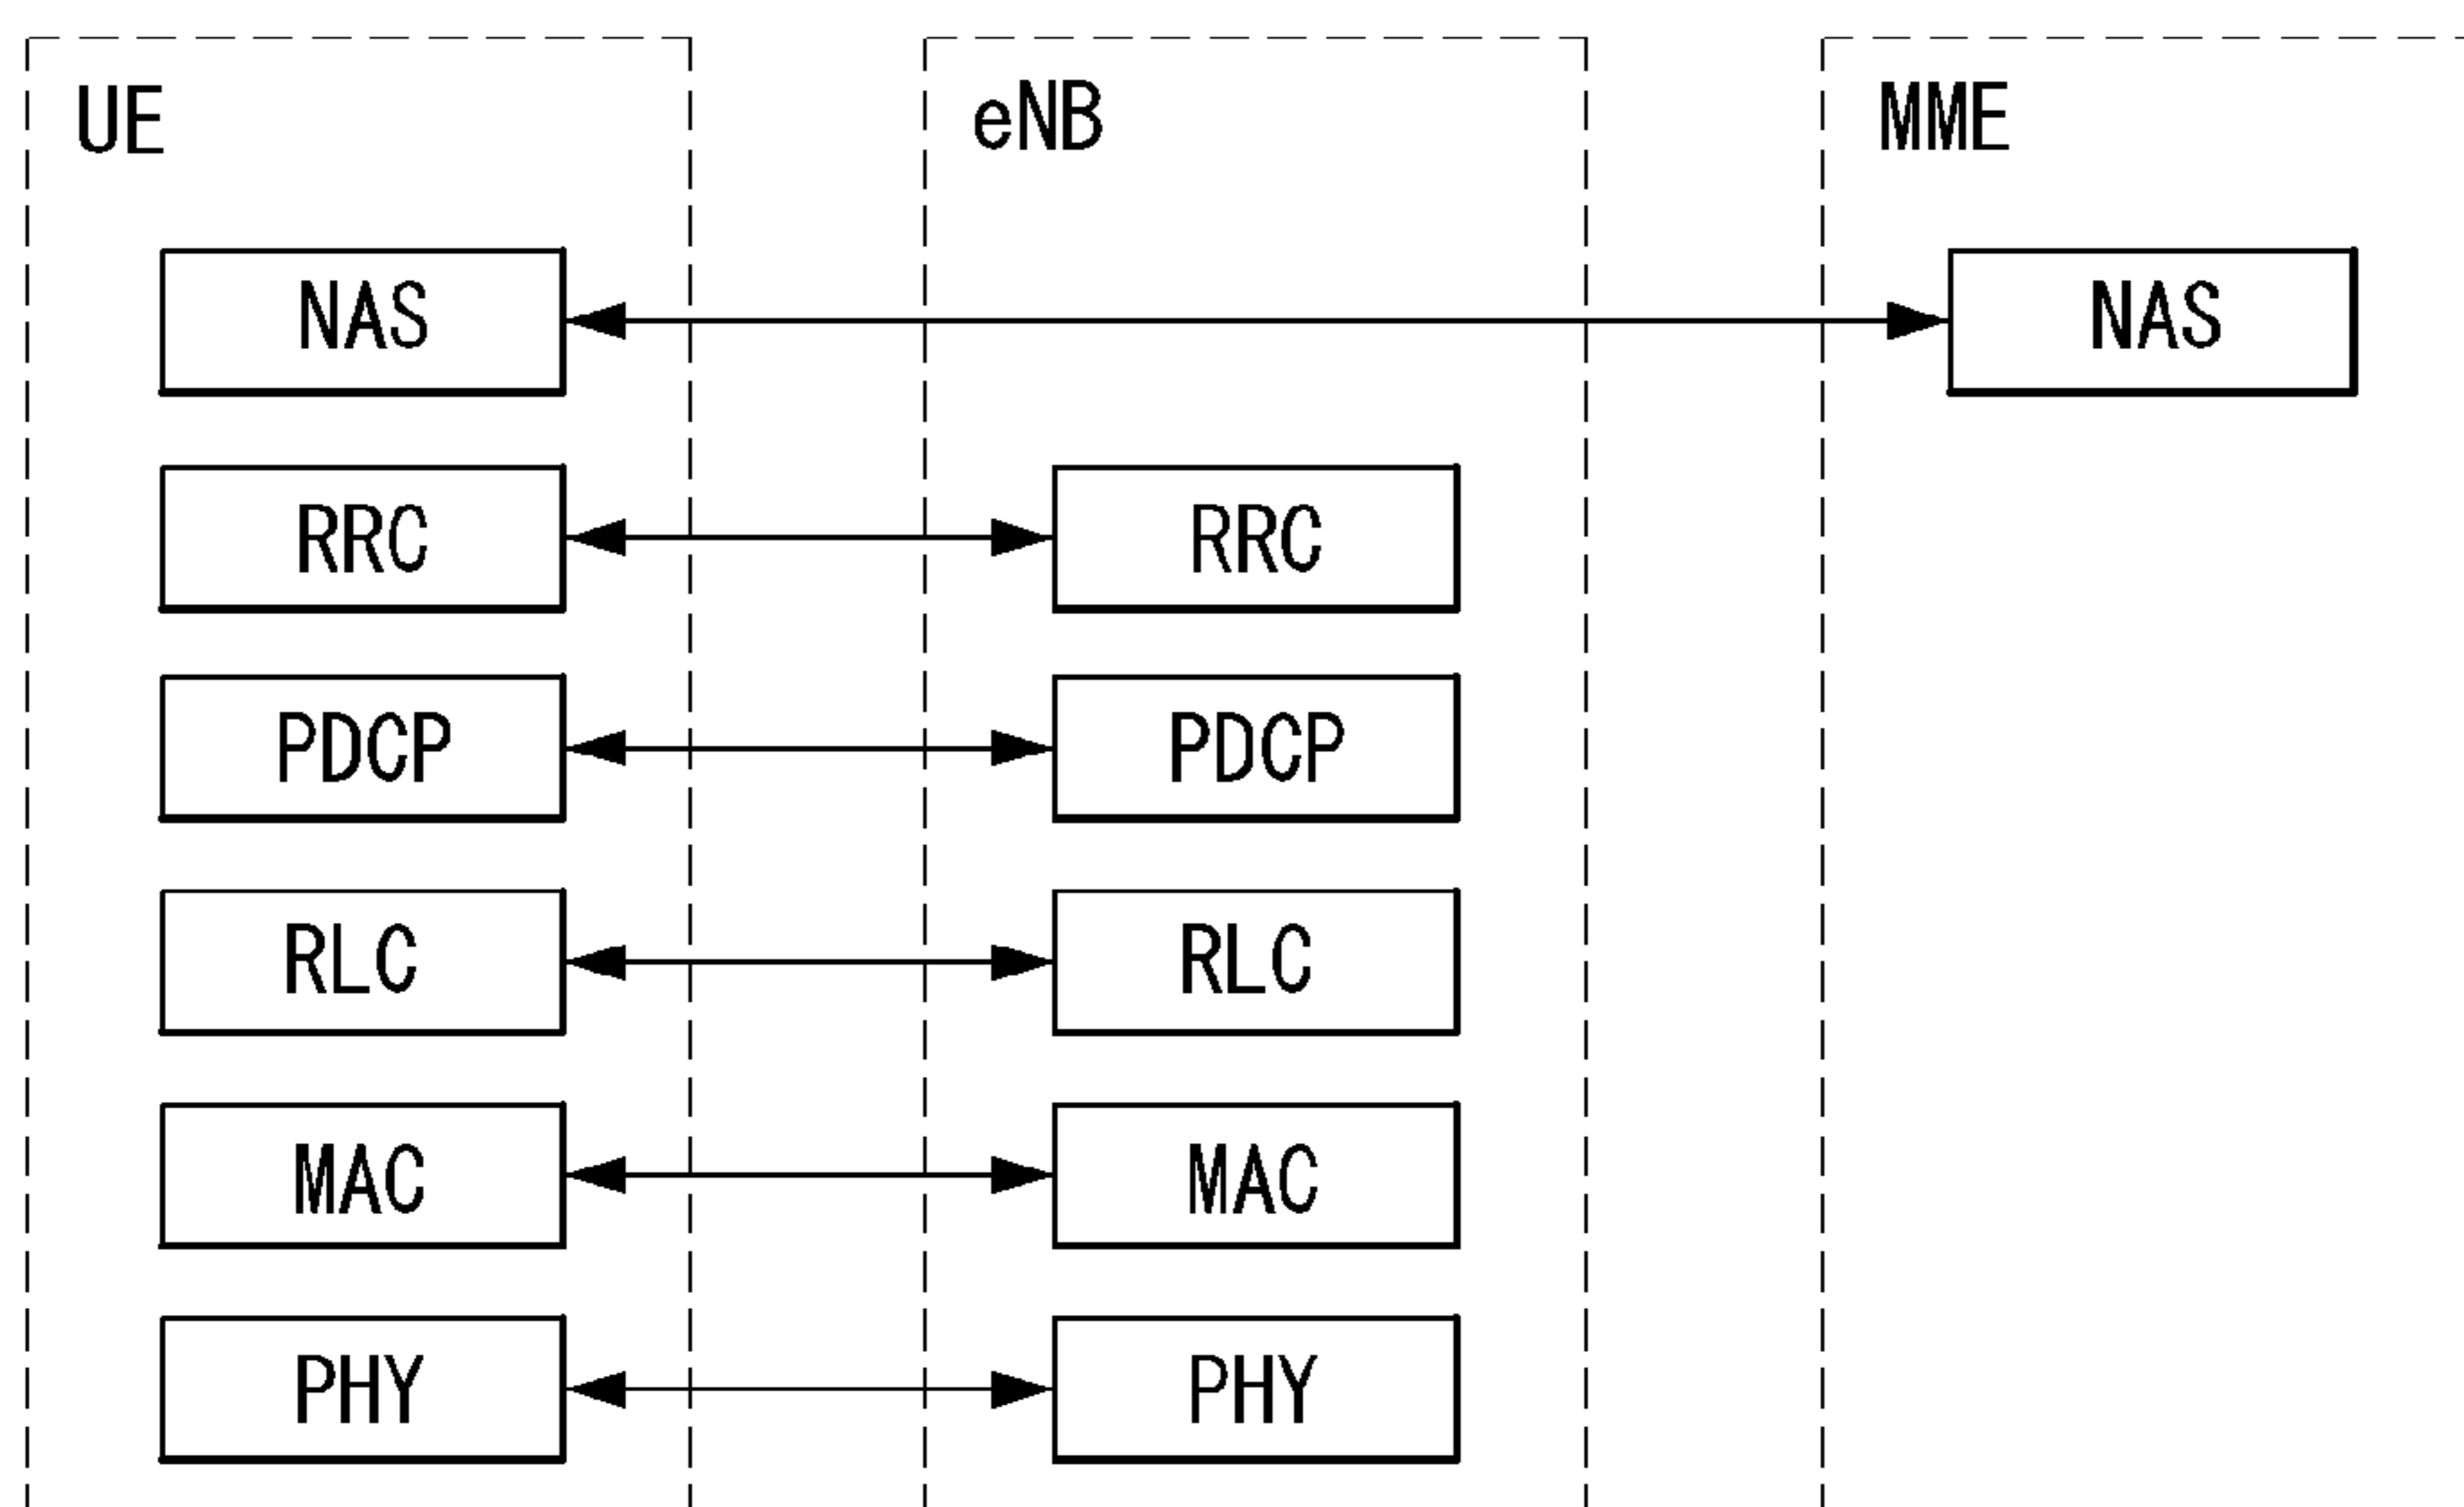 UE eNB MME
NAS NAS
RRC RRC
PDCP PDCP
RLC RLC
MAC MAC
PHY PHY